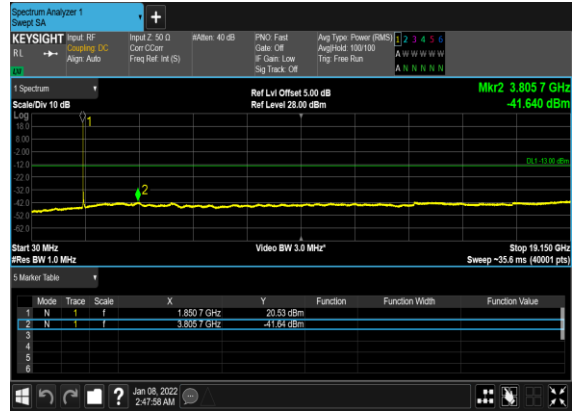 Spectrum Analyzer 1
Swept SA
+
KEYSIGHT Input: RF Input Z: 50 Ω #Atten: 40 dB PNO: Fast Avg Type: Power (RMS) 1 2 3 4 5 6
RL Coupling: DC Corr CCorr Gate: Off Avg|Hold: 100/100 A W W W W W
Align: Auto Freq Ref: Int (S) IF Gain: Low Trig: Free Run
Sig Track: Off A N N N N N
1 Spectrum Ref Lvl Offset 5.00 dB Mkr2 3.805 7 GHz
Scale/Div 10 dB Ref Level 28.00 dBm -41.640 dBm
Log
1
18.0
8.00
-2.00
-12.0 DL1 -13.00 dBm
-22.0
-32.0 2
-42.0
-52.0
-62.0
Start 30 MHz Video BW 3.0 MHz* Stop 19.150 GHz
#Res BW 1.0 MHz Sweep ~35.6 ms (40001 pts)
5 Marker Table
Mode Trace Scale X Y Function Function Width Function Value
1 N 1 f 1.850 7 GHz 20.53 dBm
2 N 1 f 3.805 7 GHz -41.64 dBm
3
4
5
6
? Jan 08, 2022
2:47:58 AM